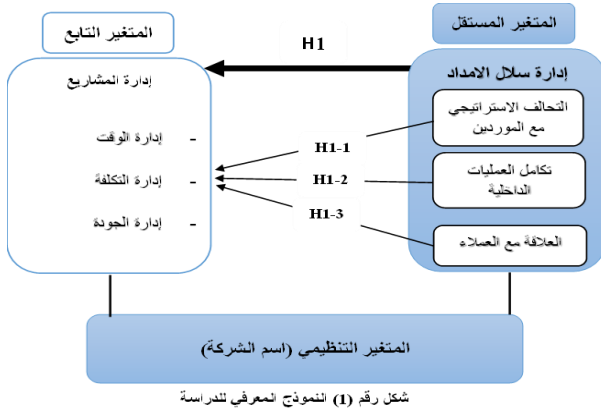 المتغير المستقل
المتغير التابع
H1
إدارة سلال الامداد
التحالف الاستراتيجي
مع الموردين
تكامل العمليات
الداخلية
العلاقة مع العملاء
H1-1
H1-2
H1-3
إدارة المشاريع
- إدارة الوقت
- إدارة التكلفة
- إدارة الجودة
المتغير التنظيمي (اسم الشركة)
شكل رقم (1) النموذج المعرفي للدراسة